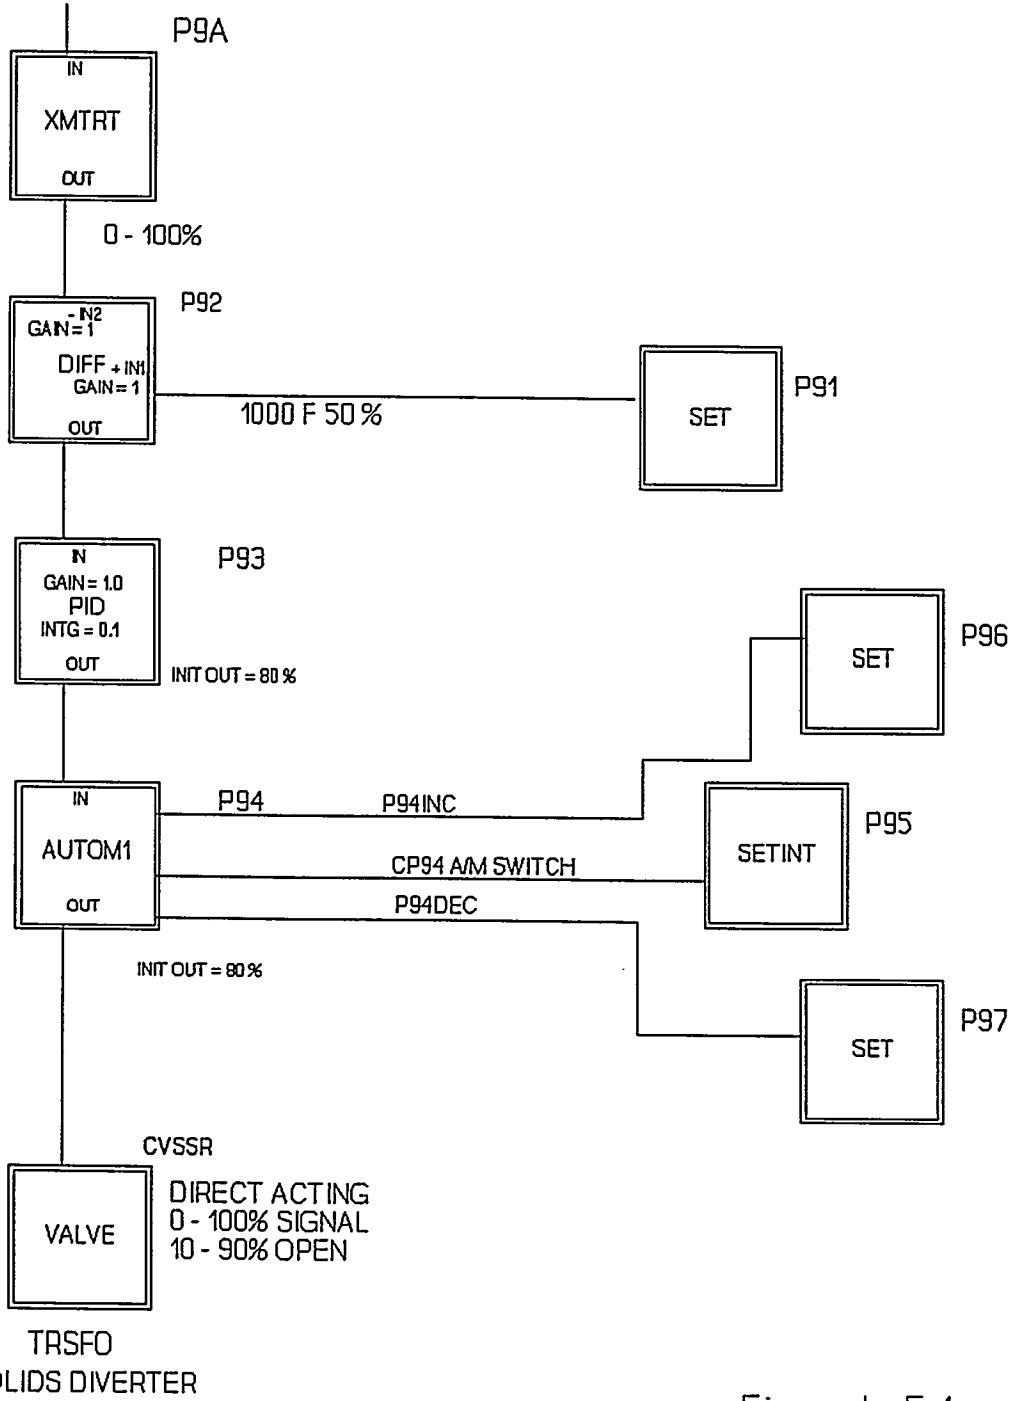 P9A
IN
XMTRT
OUT
0 - 100%
P92
- IN2
GAIN = 1
DIFF + IN1
GAIN = 1
OUT
1000 F 50 %
SET
P91
IN
GAIN = 1.0
PID
INTG = 0.1
OUT
P93
INIT OUT = 80 %
SET
P96
IN
AUTOM1
OUT
P94
P94INC
CP94 A/M SWITCH
P94DEC
SETINT
P95
INIT OUT = 80 %
SET
P97
CVSSR
VALVE
DIRECT ACTING
0 - 100% SIGNAL
10 - 90% OPEN
TRSFO
OLIDS DIVERTER